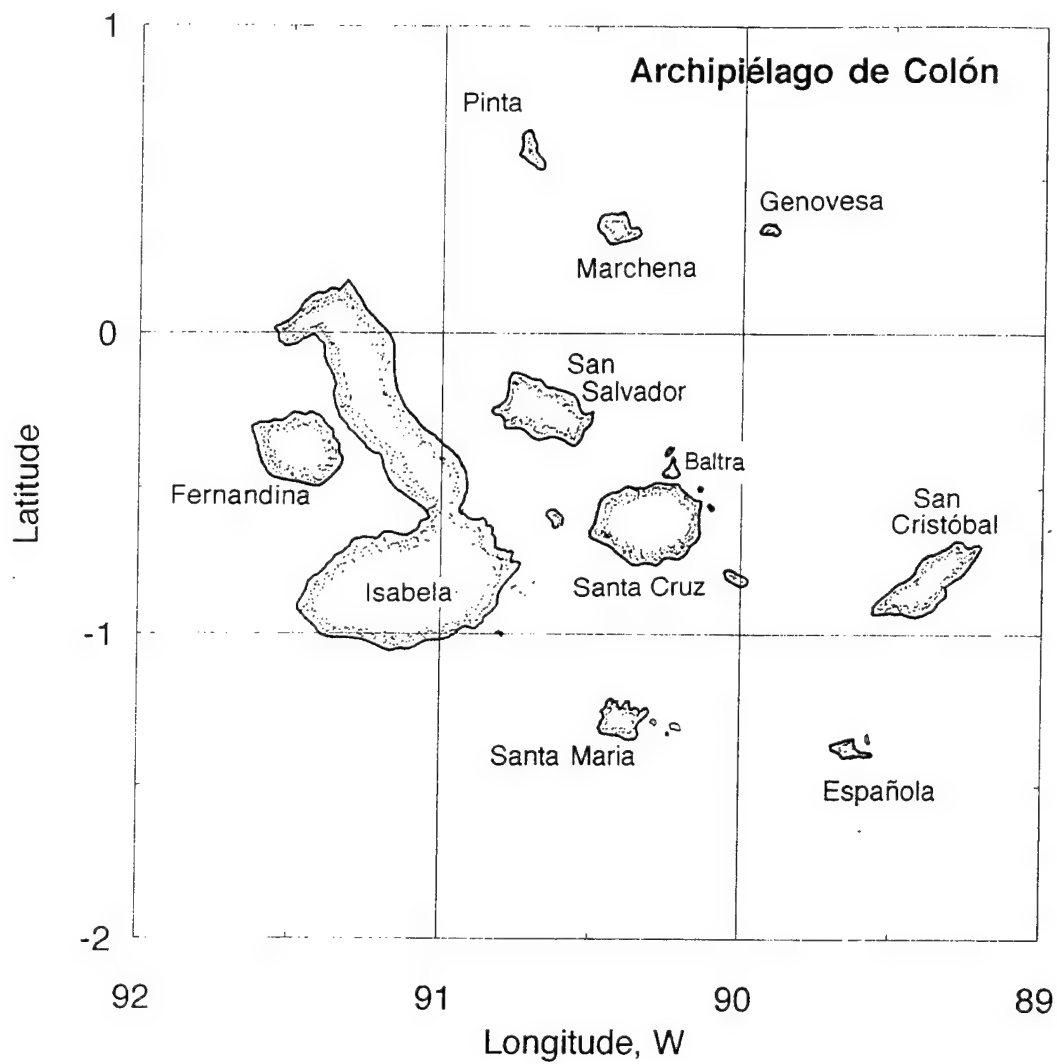 1
Archipiélago de Colón
Pinta
Genovesa
Marchena
0
San
Salvador
Baltra
Fernandina
San
Cristóbal
Isabela
Santa Cruz
-1
Santa Maria
Española
-2
92
91
90
89
Latitude
Longitude, W